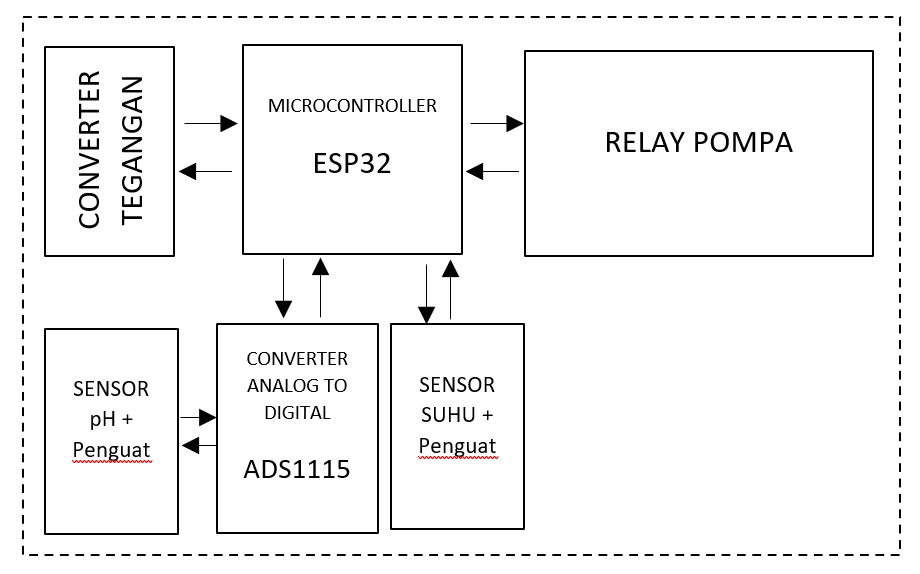 CONVERTER
TEGANGAN
MICROCONTROLLER
ESP32
RELAY POMPA
SENSOR
pH +
Penguat
CONVERTER
ANALOG TO
DIGITAL
ADS1115
SENSOR
SUHU +
Penguat